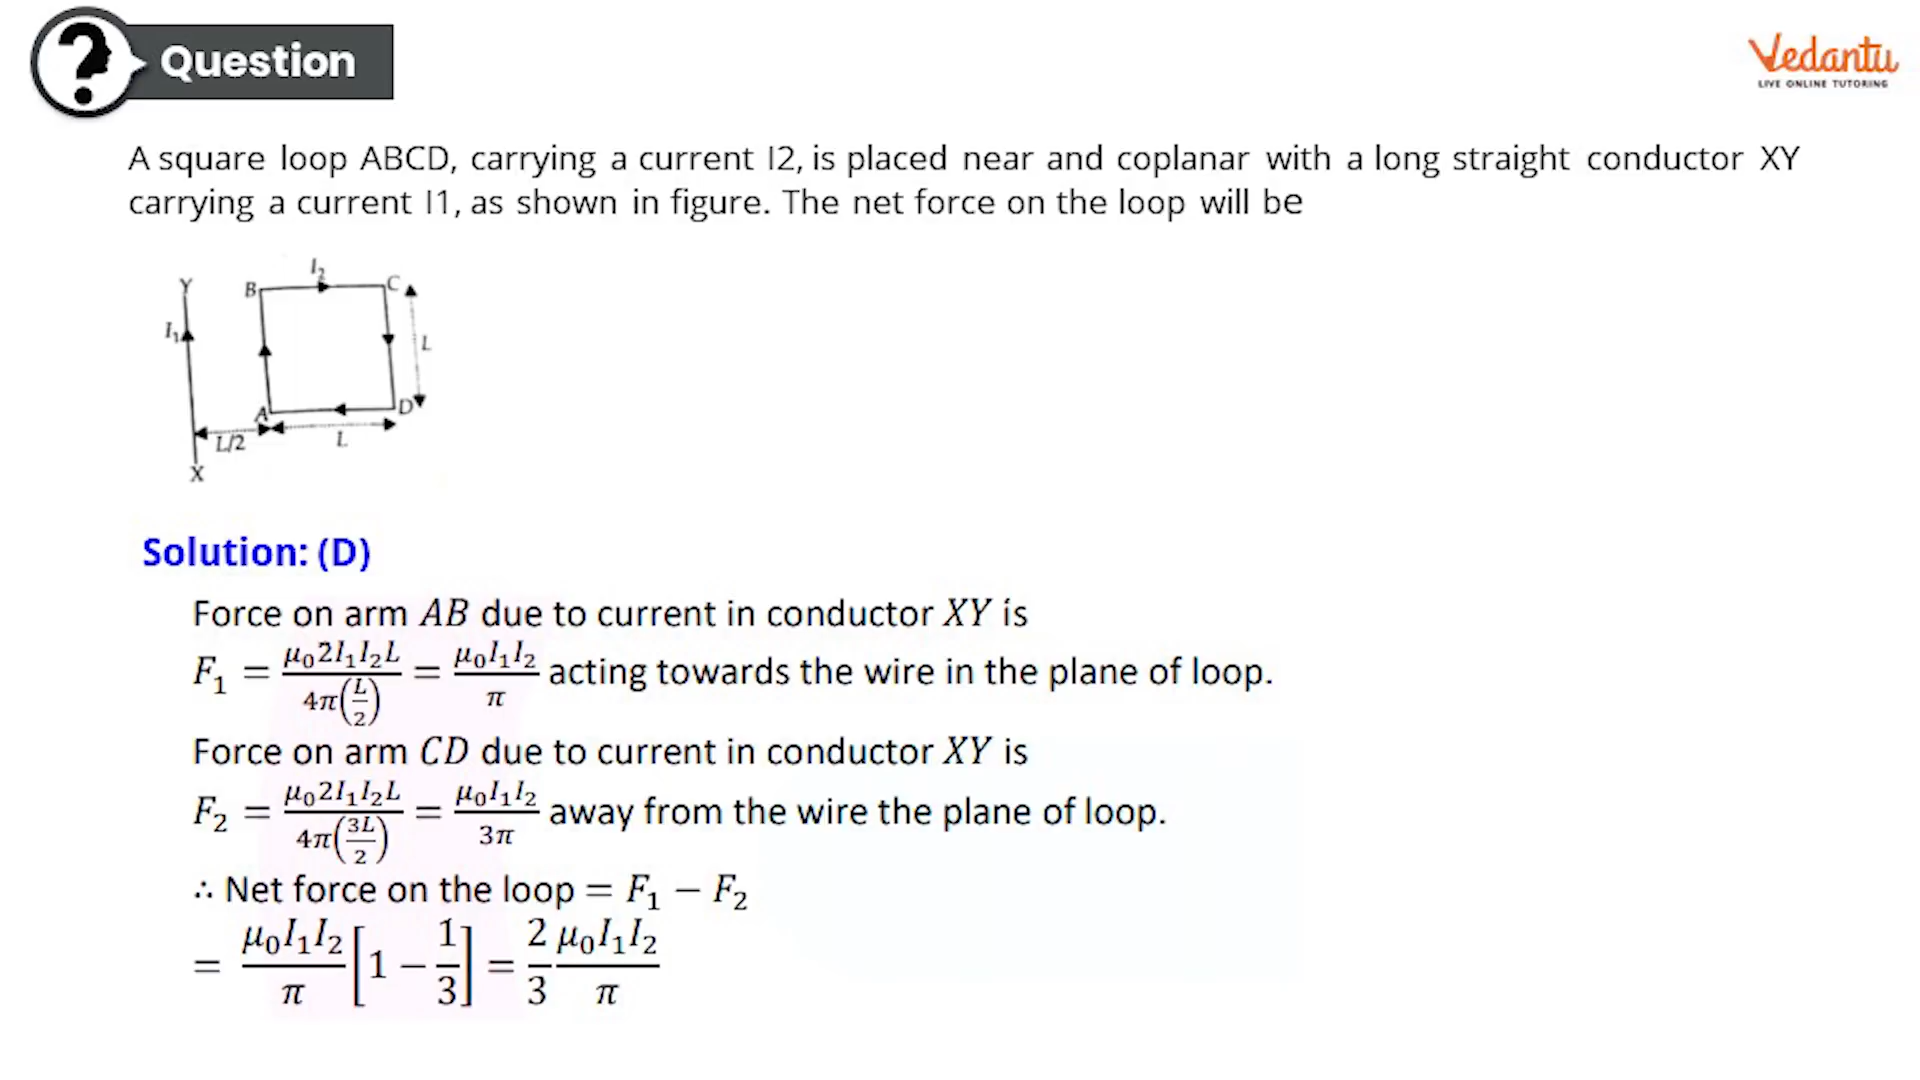 Question
Vedantu
LIVE ONLINE TUTORING
A square loop ABCD, carrying a current I2, is placed near and coplanar with a long straight conductor XY
carrying a current I1, as shown in figure. The net force on the loop will be
I₂
Y B C
I₁
L
A D
L/2 L
X
Solution: (D)
Force on arm AB due to current in conductor XY is
F₁ = μ₀2I₁I₂L / 4π(L/2) = μ₀I₁I₂ / π acting towards the wire in the plane of loop.
Force on arm CD due to current in conductor XY is
F₂ = μ₀2I₁I₂L / 4π(3L/2) = μ₀I₁I₂ / 3π away from the wire the plane of loop.
∴ Net force on the loop = F₁ − F₂
= μ₀I₁I₂ / π [1 − 1/3] = 2/3 μ₀I₁I₂ / π